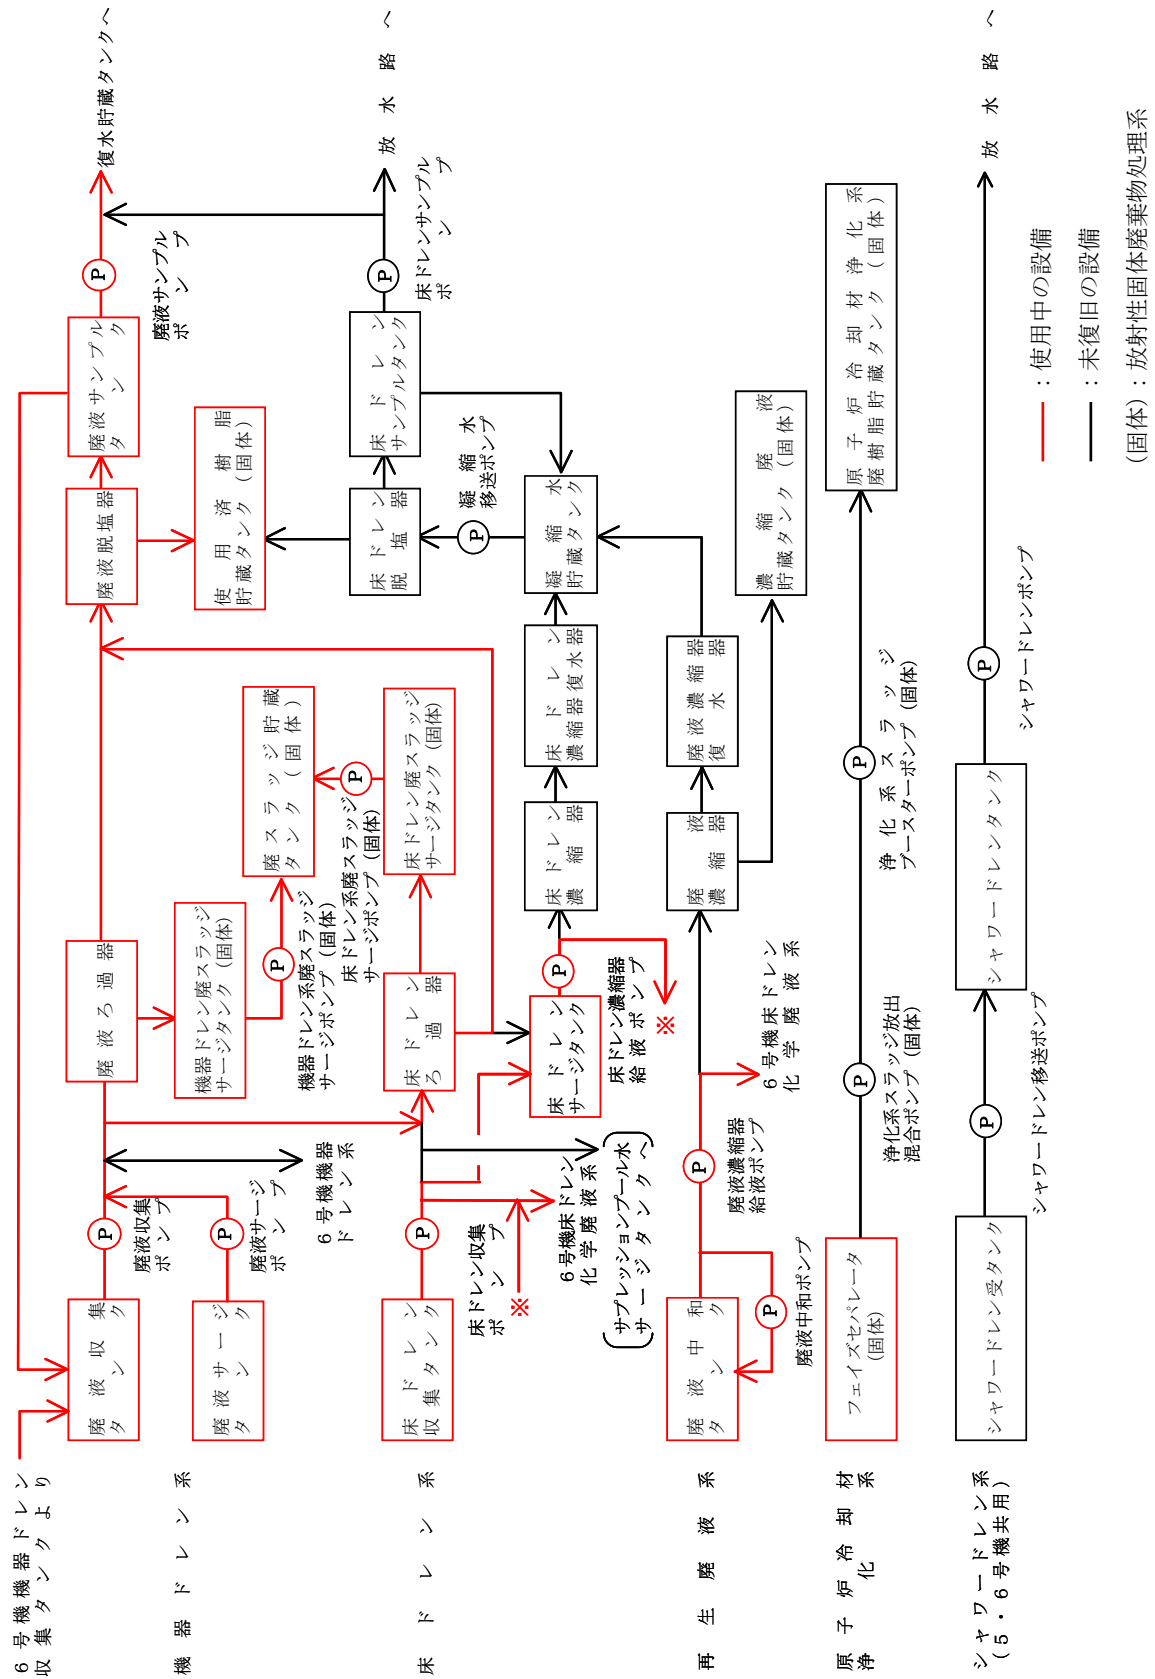 6号機機器ドレン
収集タンクより
機器ドレン系
廃液収集
タンク
P
廃液収集
ポンプ
廃液サージ
タンク
P
廃液サージ
ポンプ
6号機機器
ドレン系
廃液ろ過器
機器ドレン廃スラッジ
サージタンク(固体)
P
機器ドレン系廃スラッジ
サージポンプ(固体)
廃スラッジ貯蔵
タンク(固体)
廃液脱塩器
使用済樹脂
貯蔵タンク(固体)
廃液サンプル
タンク
P
廃液サンプル
ポンプ
復水貯蔵タンクへ
床ドレン系
床ドレン
収集タンク
P
床ドレン収集
ポンプ
※
6号機床ドレン
化学廃液系
(サプレッションプール水
サージタンクへ)
床ドレン
ろ過器
床ドレン廃スラッジ
サージタンク(固体)
P
床ドレン系廃スラッジ
サージポンプ(固体)
床ドレン
サージタンク
P
床ドレン濃縮器
給液ポンプ
※
床ドレン
濃縮器
床ドレン
濃縮器復水器
凝縮水
貯蔵タンク
P
凝縮水
移送ポンプ
床ドレン
脱塩器
床ドレン
サンプルタンク
P
床ドレンサンプル
ポンプ
放水路へ
再生廃液系
廃液中和
タンク
P
廃液中和ポンプ
P
廃液濃縮器
給液ポンプ
6号機床ドレン
化学廃液系
廃液
濃縮器
廃液濃縮器
復水器
濃縮廃液
貯蔵タンク(固体)
原子炉冷却材
浄化系
フェイズセパレータ
(固体)
P
浄化系スラッジ放出
混合ポンプ(固体)
P
浄化系スラッジ
ブースターポンプ(固体)
原子炉冷却材浄化系
廃樹脂貯蔵タンク(固体)
シャワードレン系
(5・6号機共用)
シャワードレン受タンク
P
シャワードレン移送ポンプ
シャワードレンタンク
P
シャワードレンポンプ
放水路へ
:使用中の設備
:未復旧の設備
(固体):放射性固体廃棄物処理系